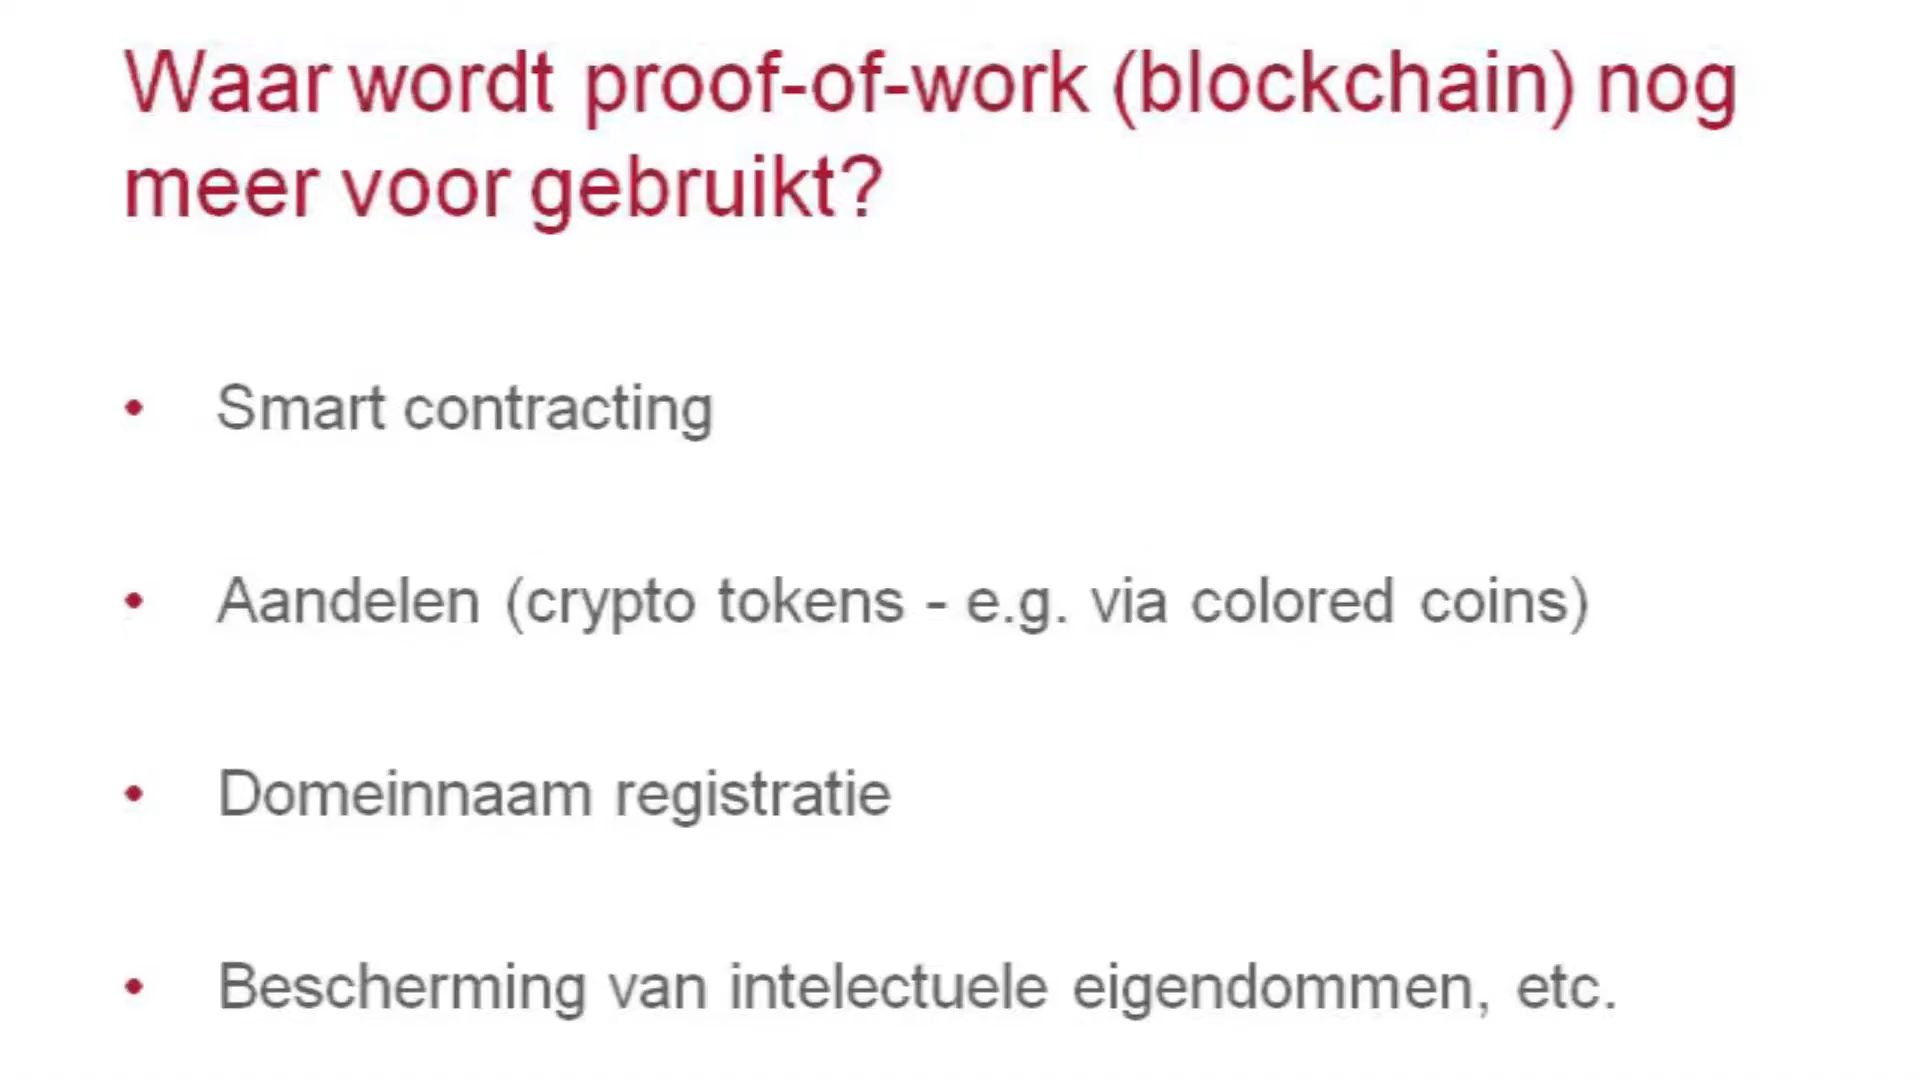 Waar wordt proof-of-work (blockchain) nog
meer voor gebruikt?
• Smart contracting
• Aandelen (crypto tokens - e.g. via colored coins)
• Domeinnaam registratie
• Bescherming van intelectuele eigendommen, etc.